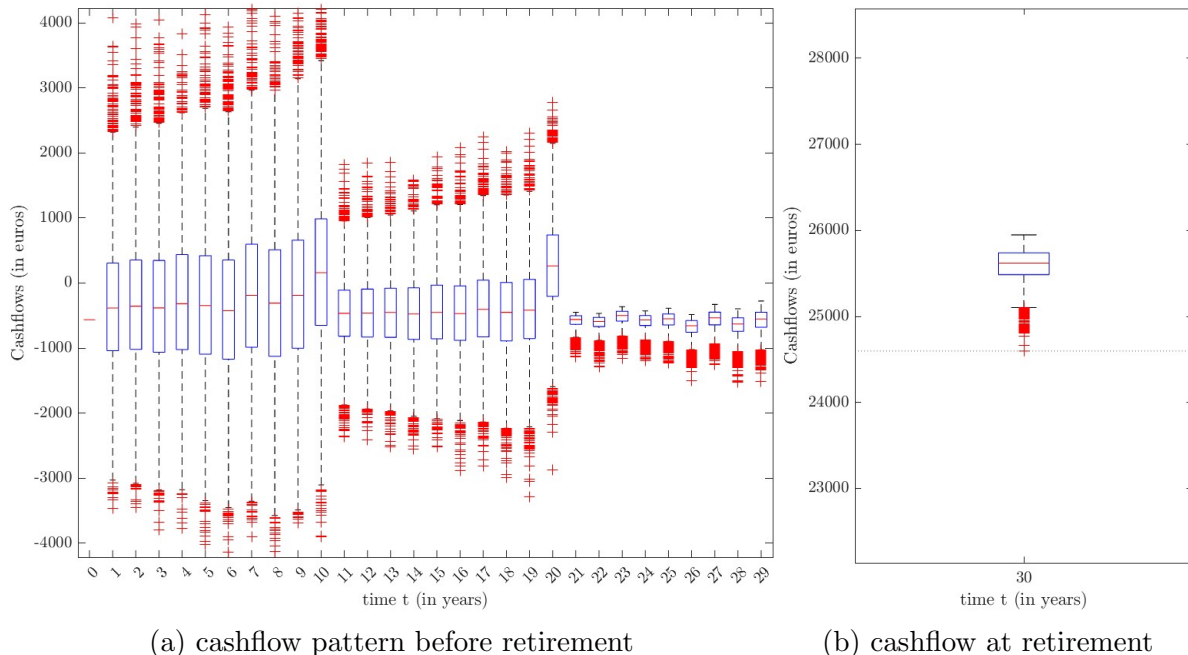 4000
3000
2000
1000
0
-1000
-2000
-3000
-4000
Cashflows (in euros)
0 1 2 3 4 5 6 7 8 9 10 11 12 13 14 15 16 17 18 19 20 21 22 23 24 25 26 27 28 29
time t (in years)
(a) cashflow pattern before retirement
28000
27000
26000
25000
24000
23000
Cashflows (in euros)
30
time t (in years)
(b) cashflow at retirement